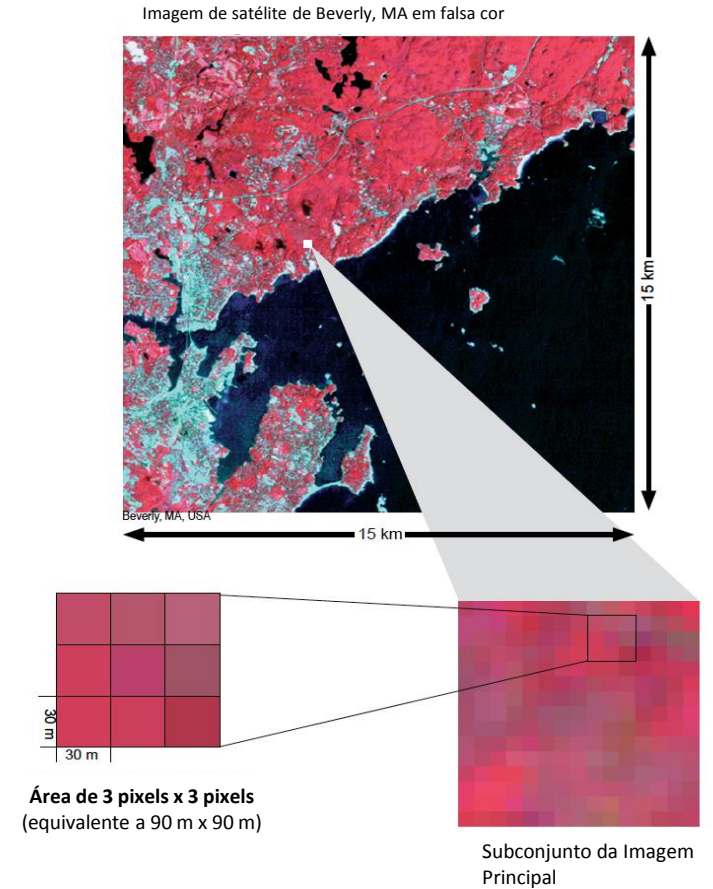 Imagem de satélite de Beverly, MA em falsa cor
15 km
Beverly, MA, USA
15 km
30 m
30 m
Área de 3 pixels x 3 pixels
(equivalente a 90 m x 90 m)
Subconjunto da Imagem
Principal